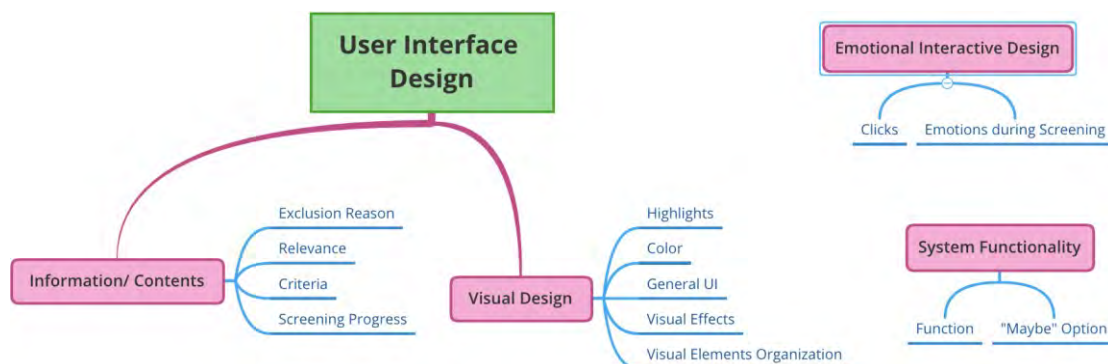 User Interface
Design
Information/ Contents
Exclusion Reason
Relevance
Criteria
Screening Progress
Visual Design
Highlights
Color
General UI
Visual Effects
Visual Elements Organization
Emotional Interactive Design
Clicks
Emotions during Screening
System Functionality
Function
"Maybe" Option